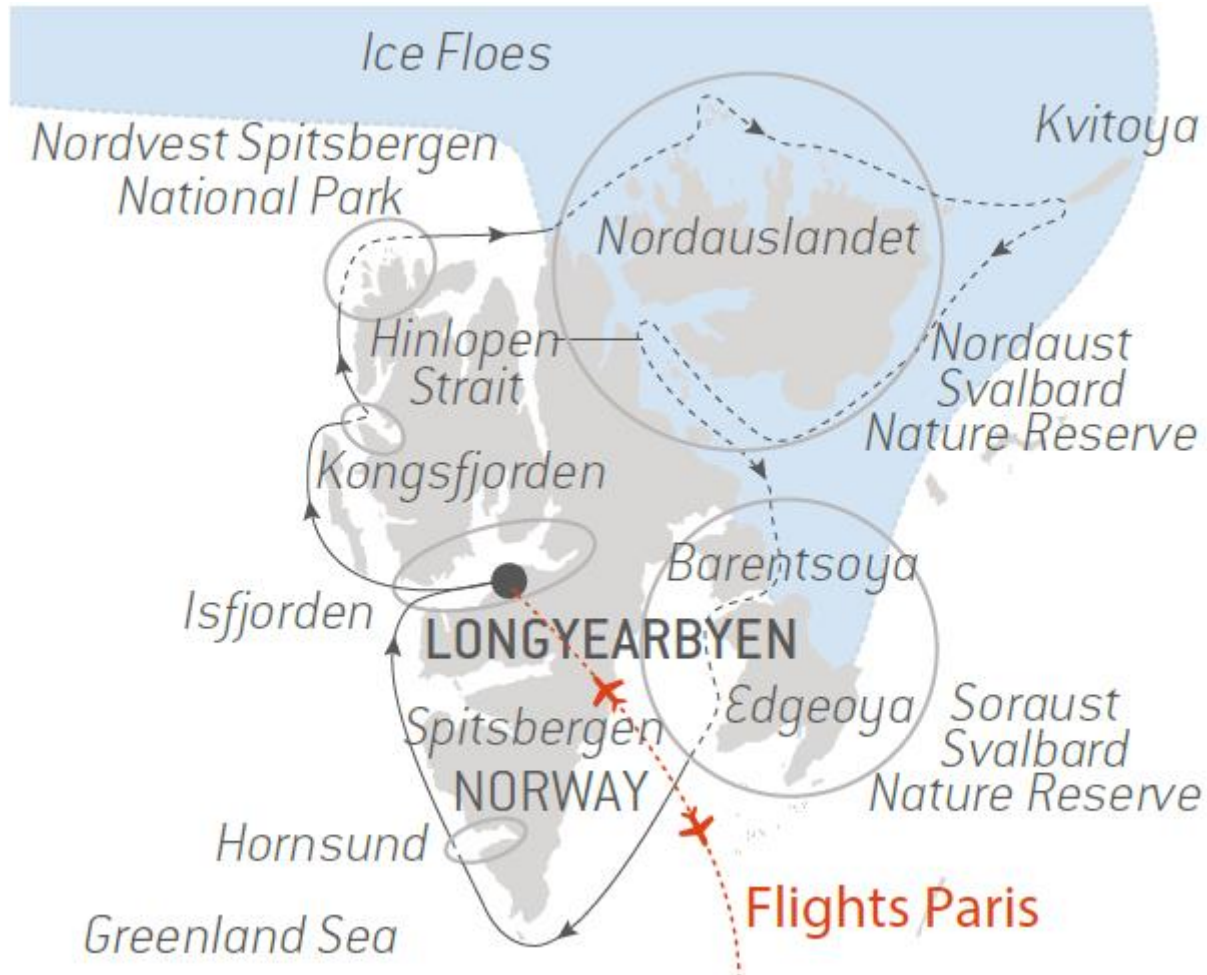 Ice Floes
Kvitoya
Nordvest Spitsbergen
National Park
Nordauslandet
Hinlopen
Strait
Nordaust
Svalbard
Nature Reserve
Kongsfjorden
Barentsoya
Isfjorden
LONGYEARBYEN
Edgeoya
Soraust
Svalbard
Nature Reserve
Spitsbergen
NORWAY
Hornsund
Flights Paris
Greenland Sea